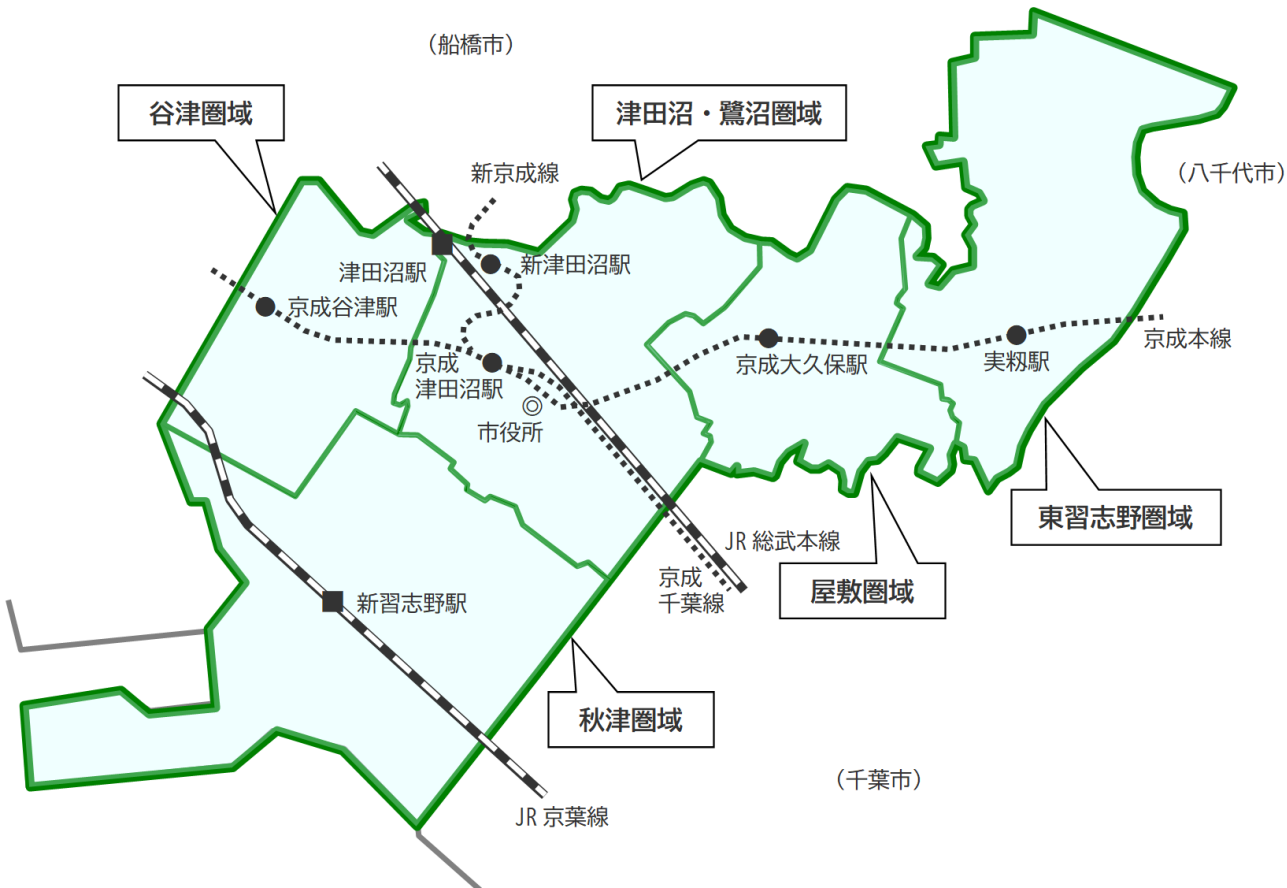 (船橋市)
谷津圏域
津田沼・鷺沼圏域
新京成線
(八千代市)
津田沼駅
新津田沼駅
京成谷津駅
京成本線
京成
津田沼駅
京成大久保駅
実籾駅
市役所
東習志野圏域
JR 総武本線
京成
千葉線
屋敷圏域
新習志野駅
秋津圏域
(千葉市)
JR 京葉線